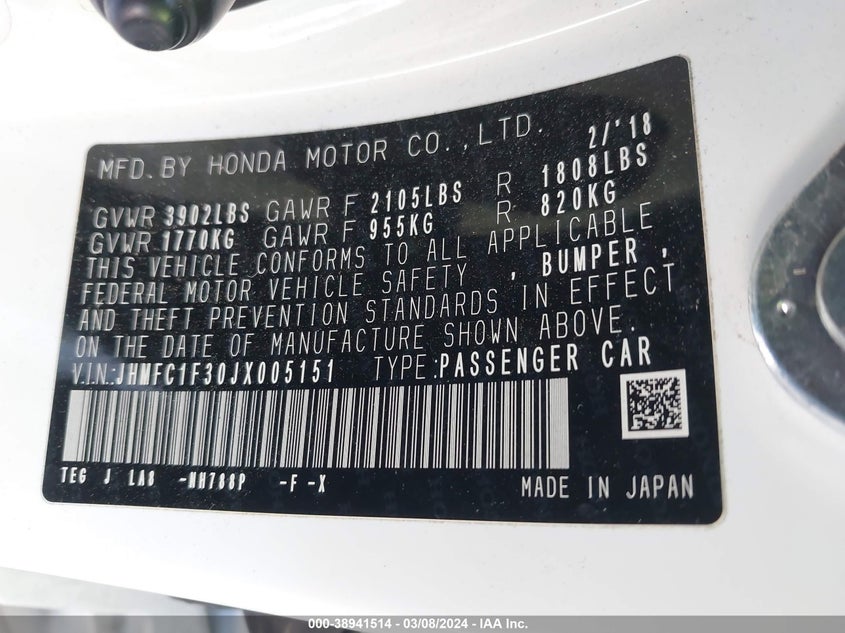 MFD. BY HONDA MOTOR CO.,LTD. 2/'18
GVWR 3902LBS GAWR F 2105LBS R 1808LBS
GVWR 1770KG GAWR F 955KG R 820KG
THIS VEHICLE CONFORMS TO ALL APPLICABLE
FEDERAL MOTOR VEHICLE SAFETY , BUMPER ,
AND THEFT PREVENTION STANDARDS IN EFFECT
ON THE DATE OF MANUFACTURE SHOWN ABOVE.
V.I.N.:JHMFC1F30JX005151 TYPE:PASSENGER CAR
TEG J LA8 -NH788P -F -X
MADE IN JAPAN
000-38941514 - 03/08/2024 - IAA Inc.